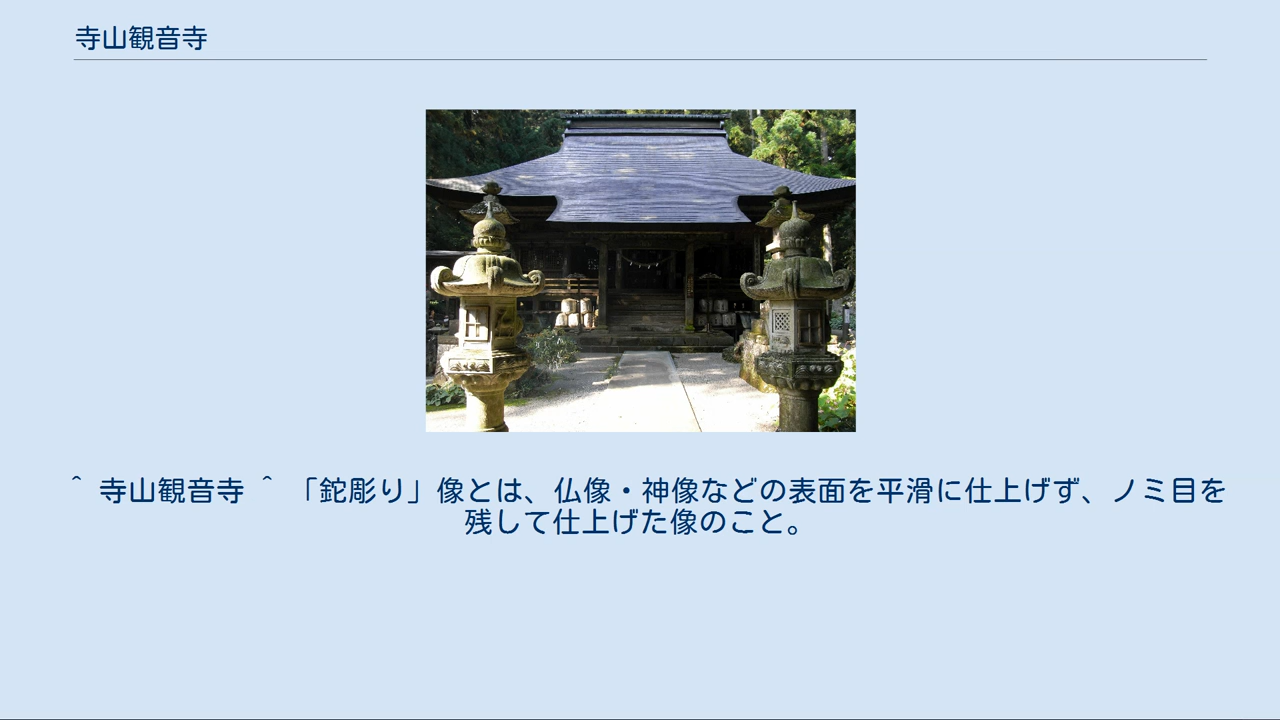 寺山観音寺
^ 寺山観音寺 ^ 「鉈彫り」像とは、仏像・神像などの表面を平滑に仕上げず、ノミ目を
残して仕上げた像のこと。